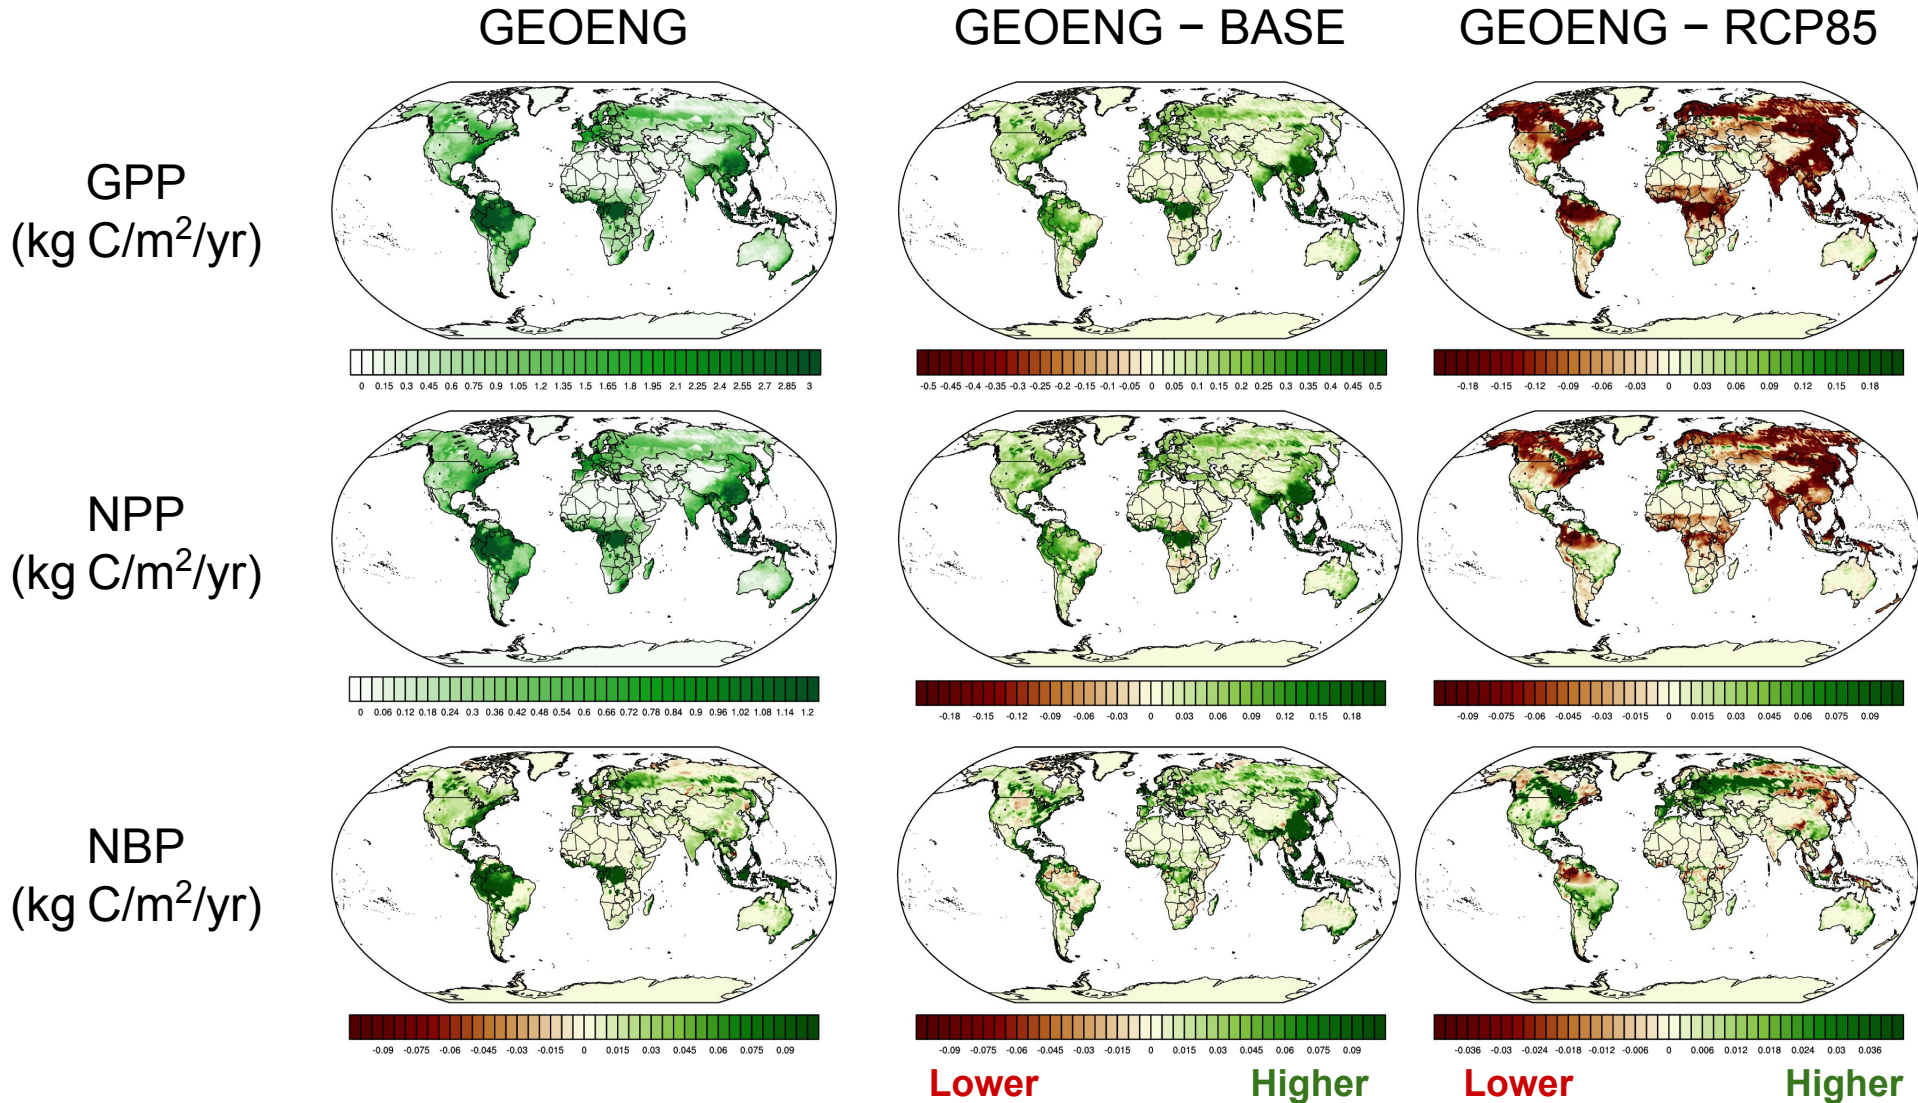 GEOENG
GEOENG − BASE
GEOENG − RCP85
GPP
(kg C/m²/yr)
0 0.15 0.3 0.45 0.6 0.75 0.9 1.05 1.2 1.35 1.5 1.65 1.8 1.95 2.1 2.25 2.4 2.55 2.7 2.85 3
-0.5 -0.45 -0.4 -0.35 -0.3 -0.25 -0.2 -0.15 -0.1 -0.05 0 0.05 0.1 0.15 0.2 0.25 0.3 0.35 0.4 0.45 0.5
-0.18 -0.15 -0.12 -0.09 -0.06 -0.03 0 0.03 0.06 0.09 0.12 0.15 0.18
NPP
(kg C/m²/yr)
0 0.06 0.12 0.18 0.24 0.3 0.36 0.42 0.48 0.54 0.6 0.66 0.72 0.78 0.84 0.9 0.96 1.02 1.08 1.14 1.2
-0.18 -0.15 -0.12 -0.09 -0.06 -0.03 0 0.03 0.06 0.09 0.12 0.15 0.18
-0.09 -0.075 -0.06 -0.045 -0.03 -0.015 0 0.015 0.03 0.045 0.06 0.075 0.09
NBP
(kg C/m²/yr)
-0.09 -0.075 -0.06 -0.045 -0.03 -0.015 0 0.015 0.03 0.045 0.06 0.075 0.09
-0.09 -0.075 -0.06 -0.045 -0.03 -0.015 0 0.015 0.03 0.045 0.06 0.075 0.09
-0.036 -0.03 -0.024 -0.018 -0.012 -0.006 0 0.006 0.012 0.018 0.024 0.03 0.036
Lower Higher
Lower Higher